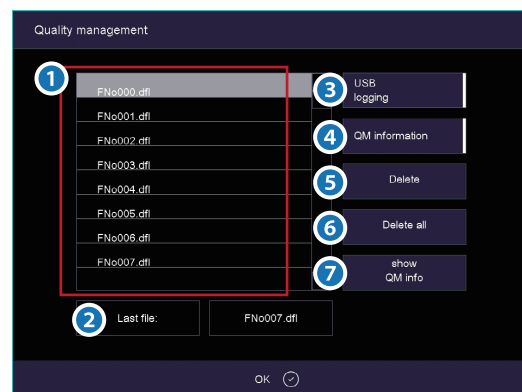 Quality management
1
FNo000.dfl
FNo001.dfl
FNo002.dfl
FNo003.dfl
FNo004.dfl
FNo005.dfl
FNo006.dfl
FNo007.dfl
3
USB
logging
4
QM information
5
Delete
6
Delete all
7
show
QM info
2
Last file:
FNo007.dfl
OK